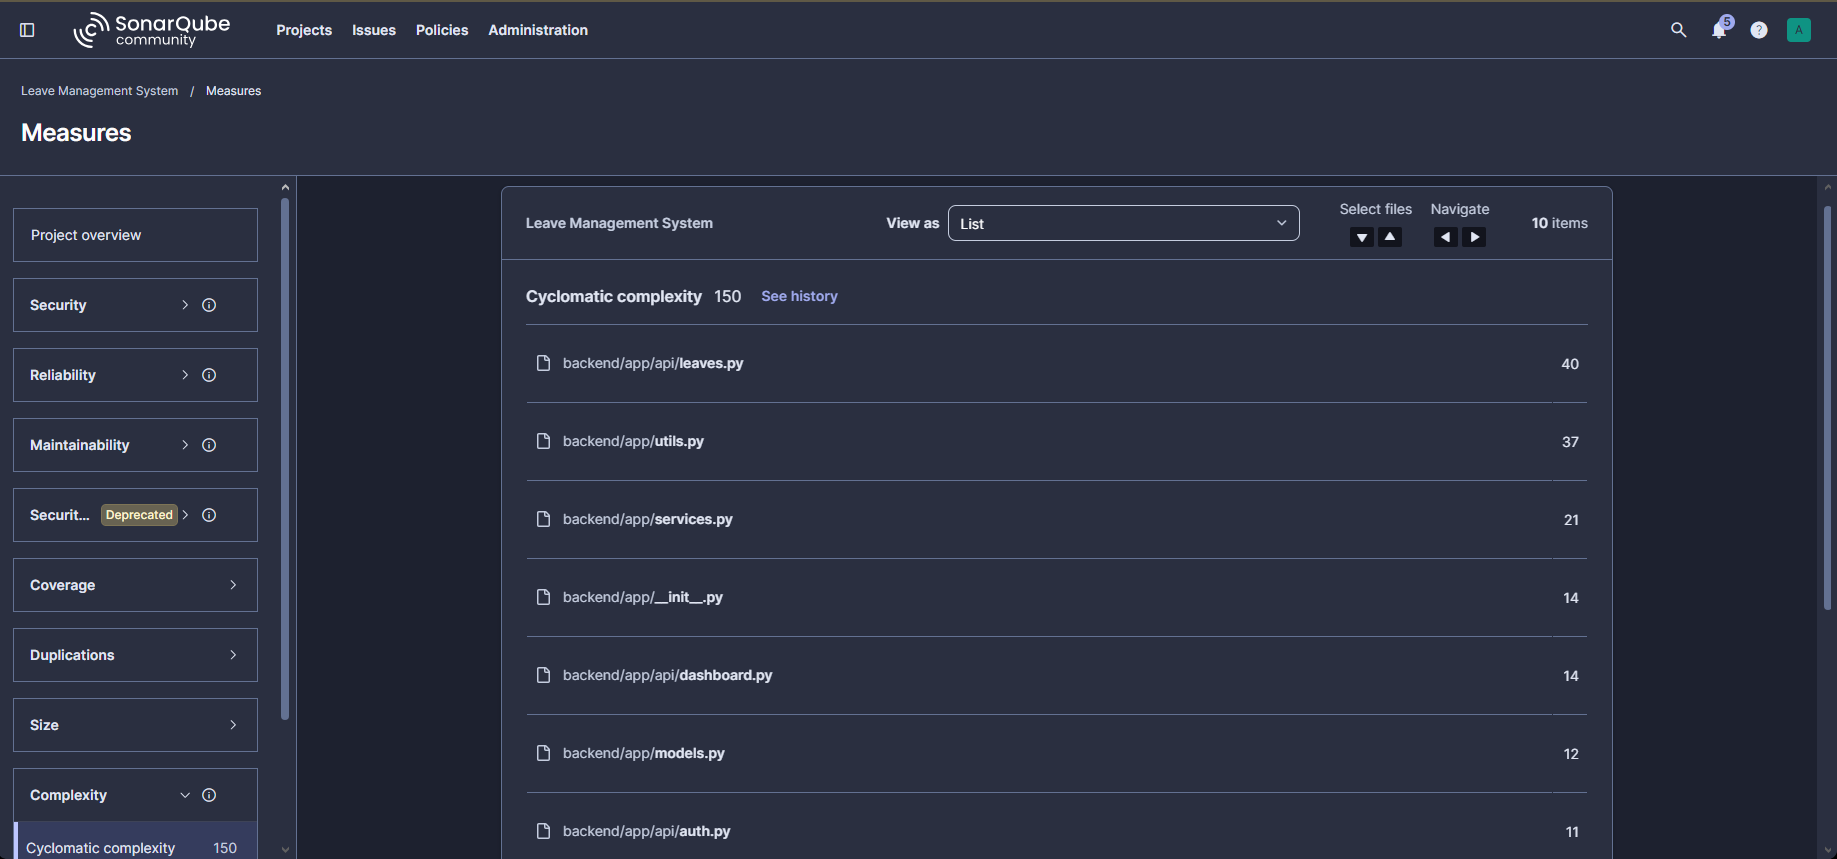 SonarQube
community
Projects Issues Policies Administration
5
?
A
Leave Management System / Measures
Measures
Project overview
Security
Reliability
Maintainability
Securit... Deprecated
Coverage
Duplications
Size
Complexity
Cyclomatic complexity 150
Leave Management System
View as List
Select files
Navigate
10 items
Cyclomatic complexity 150 See history
backend/app/api/leaves.py 40
backend/app/utils.py 37
backend/app/services.py 21
backend/app/__init__.py 14
backend/app/api/dashboard.py 14
backend/app/models.py 12
backend/app/api/auth.py 11